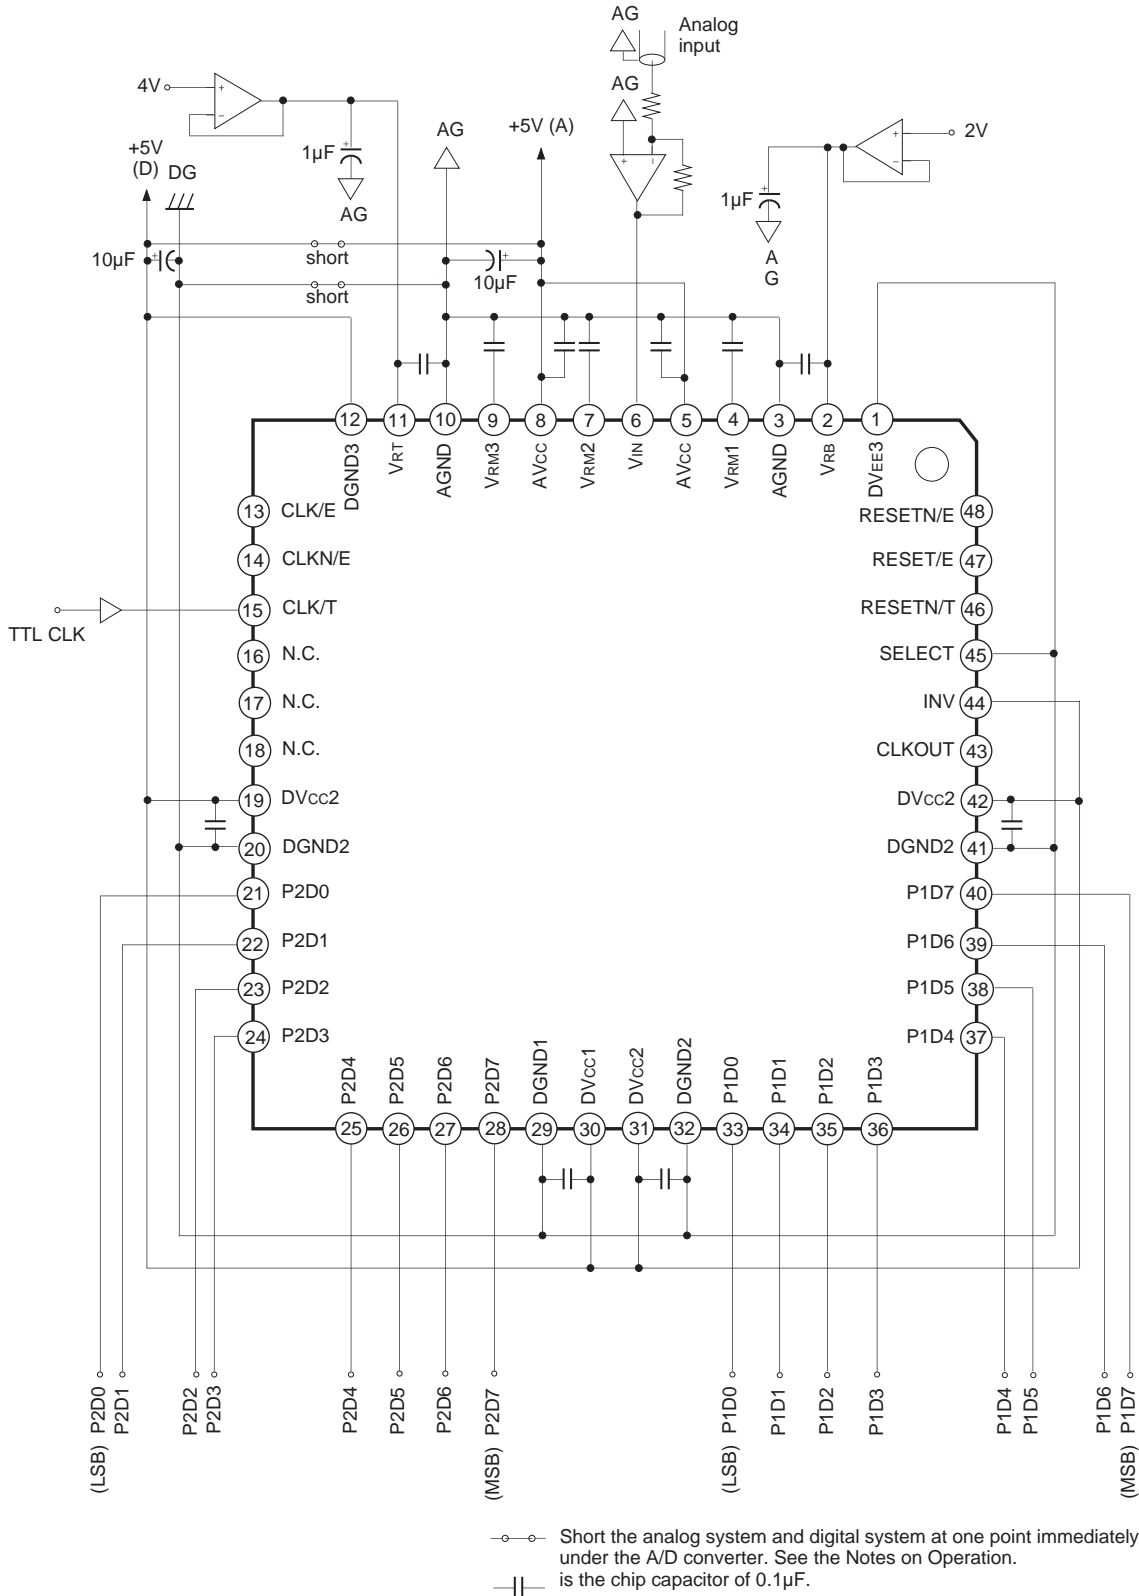 AG
Analog
input
4V
AG
AG
+5V (A)
2V
+5V
(D)
DG
1µF
AG
1µF
A
G
10µF
short
10µF
short
12
11
10
9
8
7
6
5
4
3
2
1
DGND3
VRT
AGND
VRM3
AVCC
VRM2
VIN
AVCC
VRM1
AGND
VRB
DVEE3
13 CLK/E
RESETN/E 48
14 CLKN/E
RESET/E 47
15 CLK/T
RESETN/T 46
TTL CLK
16 N.C.
SELECT 45
17 N.C.
INV 44
18 N.C.
CLKOUT 43
19 DVCC2
DVCC2 42
20 DGND2
DGND2 41
21 P2D0
P1D7 40
22 P2D1
P1D6 39
23 P2D2
P1D5 38
24 P2D3
P1D4 37
P2D4
P2D5
P2D6
P2D7
DGND1
DVCC1
DVCC2
DGND2
P1D0
P1D1
P1D2
P1D3
25
26
27
28
29
30
31
32
33
34
35
36
(LSB) P2D0
P2D1
P2D2
P2D3
P2D4
P2D5
P2D6
(MSB) P2D7
(LSB) P1D0
P1D1
P1D2
P1D3
P1D4
P1D5
P1D6
(MSB) P1D7
Short the analog system and digital system at one point immediately
under the A/D converter. See the Notes on Operation.
is the chip capacitor of 0.1µF.